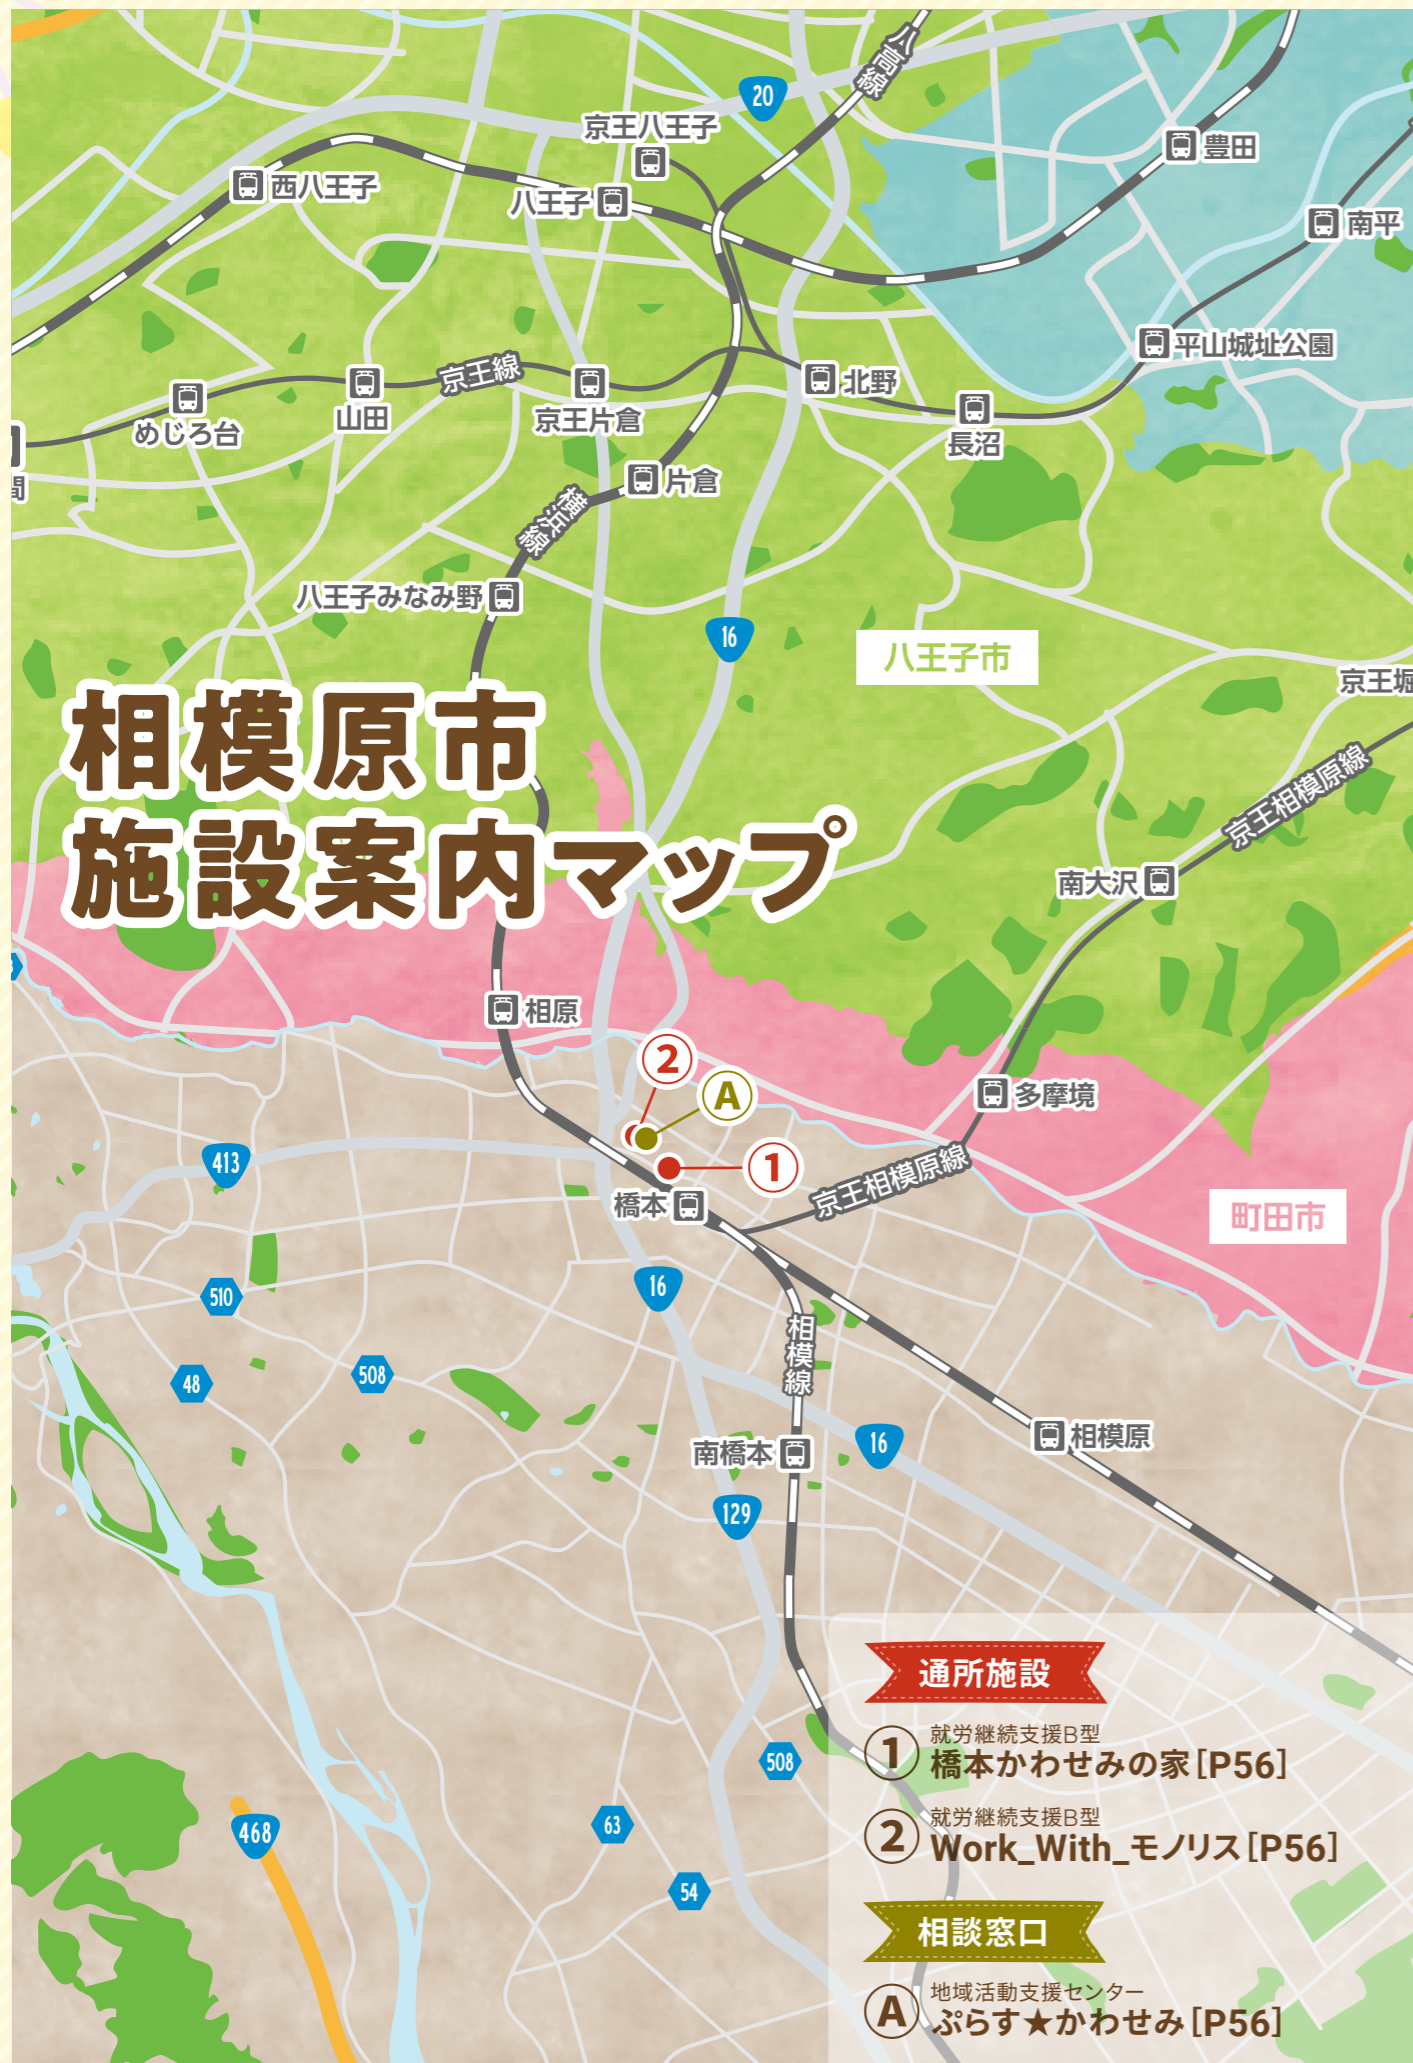 八高線
20
京王八王子
豊田
西八王子
八王子
南平
平山城址公園
京王線
北野
めじろ台
山田
京王片倉
長沼
間
片倉
横浜線
八王子みなみ野
16
八王子市
京王堀
相模原市
施設案内マップ
京王相模原線
南大沢
相原
2
A
多摩境
413
1
京王相模原線
橋本
町田市
510
16
48
508
相模線
南橋本
16
相模原
129
通所施設
1 就労継続支援B型
橋本かわせみの家[P56]
508
2 就労継続支援B型
Work_With_モノリス[P56]
468
63
54
相談窓口
A 地域活動支援センター
ぷらす★かわせみ[P56]